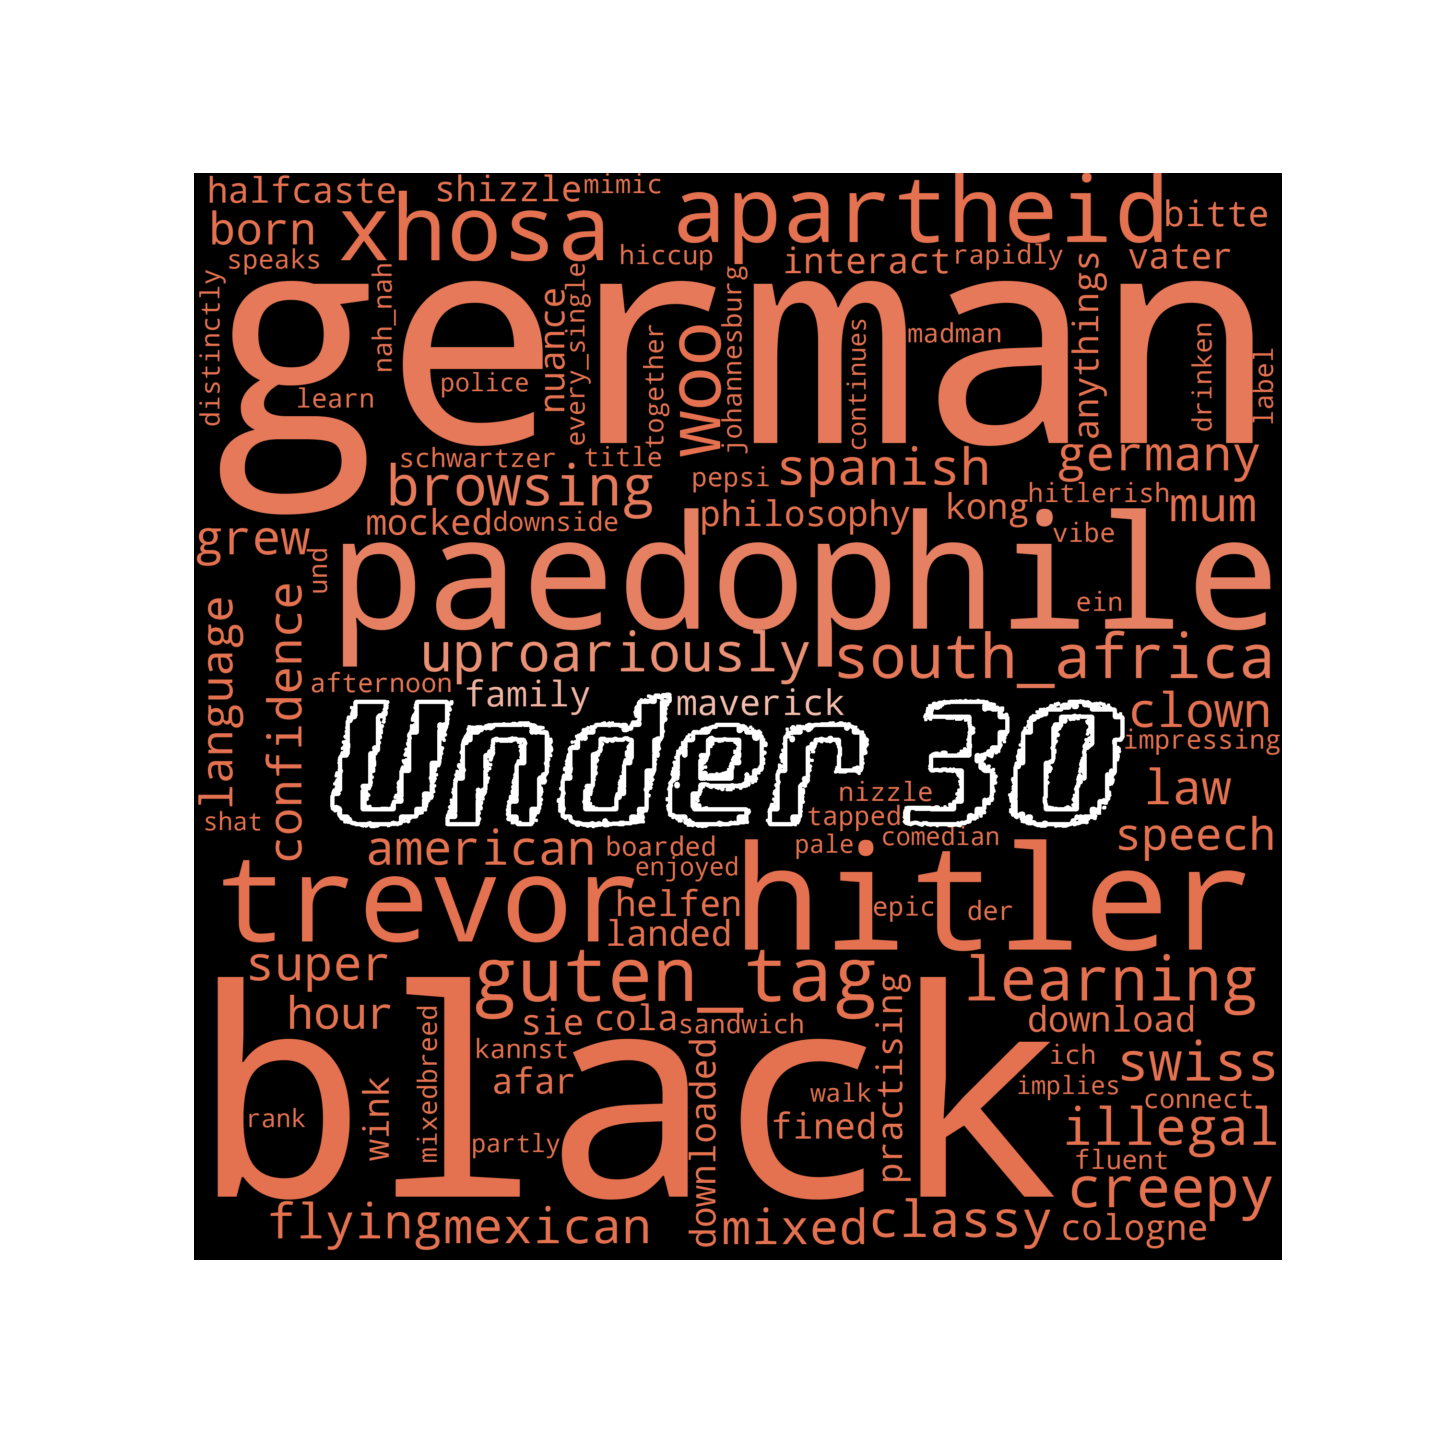 halfcaste shizzle mimic
born xhosa apartheid bitte
speaks hiccup interact rapidly vater
distinctly nah_nah german anythings
nuance every_single together woo johannesburg continues madman drinken label
learn police
schwartzer title pepsi spanish germany
browsing hitlerish mum
mocked downside philosophy kong vibe
grew und paedophile ein
language confidence uproariously south_africa
afternoon family maverick clown
Under 30
impressing
nizzle law
shat tapped speech
american boarded pale comedian
enjoyed
trevor helfen hitler epic der
landed
super guten_tag learning
hour mixedbreed sie cola sandwich practising download
black
kannst ich swiss
wink afar downloaded walk implies connect
rank partly fined illegal
fluent
creepy
flying mexican mixed classy cologne